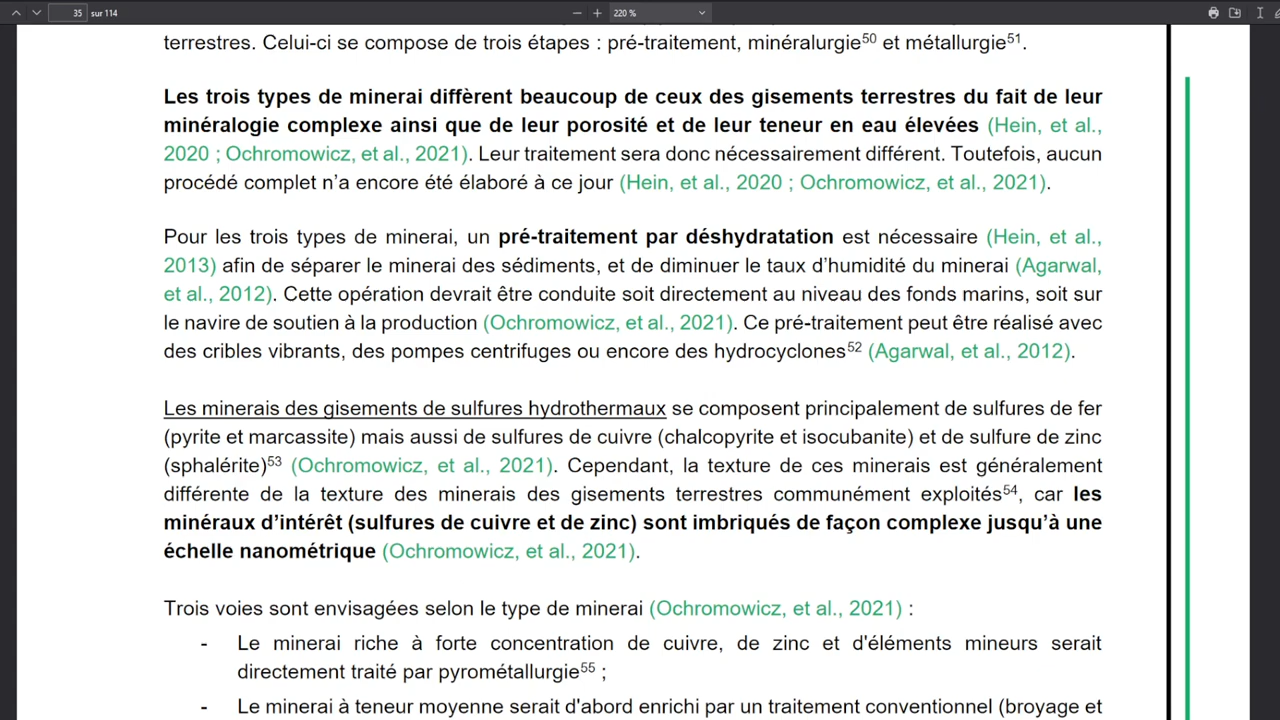 35 sur 114
220 %
terrestres. Celui-ci se compose de trois étapes : pré-traitement, minéralurgie50 et métallurgie51.
Les trois types de minerai diffèrent beaucoup de ceux des gisements terrestres du fait de leur
minéralogie complexe ainsi que de leur porosité et de leur teneur en eau élevées (Hein, et al.,
2020 ; Ochromowicz, et al., 2021). Leur traitement sera donc nécessairement différent. Toutefois, aucun
procédé complet n’a encore été élaboré à ce jour (Hein, et al., 2020 ; Ochromowicz, et al., 2021).
Pour les trois types de minerai, un pré-traitement par déshydratation est nécessaire (Hein, et al.,
2013) afin de séparer le minerai des sédiments, et de diminuer le taux d’humidité du minerai (Agarwal,
et al., 2012). Cette opération devrait être conduite soit directement au niveau des fonds marins, soit sur
le navire de soutien à la production (Ochromowicz, et al., 2021). Ce pré-traitement peut être réalisé avec
des cribles vibrants, des pompes centrifuges ou encore des hydrocyclones52 (Agarwal, et al., 2012).
Les minerais des gisements de sulfures hydrothermaux se composent principalement de sulfures de fer
(pyrite et marcassite) mais aussi de sulfures de cuivre (chalcopyrite et isocubanite) et de sulfure de zinc
(sphalérite)53 (Ochromowicz, et al., 2021). Cependant, la texture de ces minerais est généralement
différente de la texture des minerais des gisements terrestres communément exploités54, car les
minéraux d’intérêt (sulfures de cuivre et de zinc) sont imbriqués de façon complexe jusqu’à une
échelle nanométrique (Ochromowicz, et al., 2021).
Trois voies sont envisagées selon le type de minerai (Ochromowicz, et al., 2021) :
- Le minerai riche à forte concentration de cuivre, de zinc et d'éléments mineurs serait
directement traité par pyrométallurgie55 ;
- Le minerai à teneur moyenne serait d'abord enrichi par un traitement conventionnel (broyage et